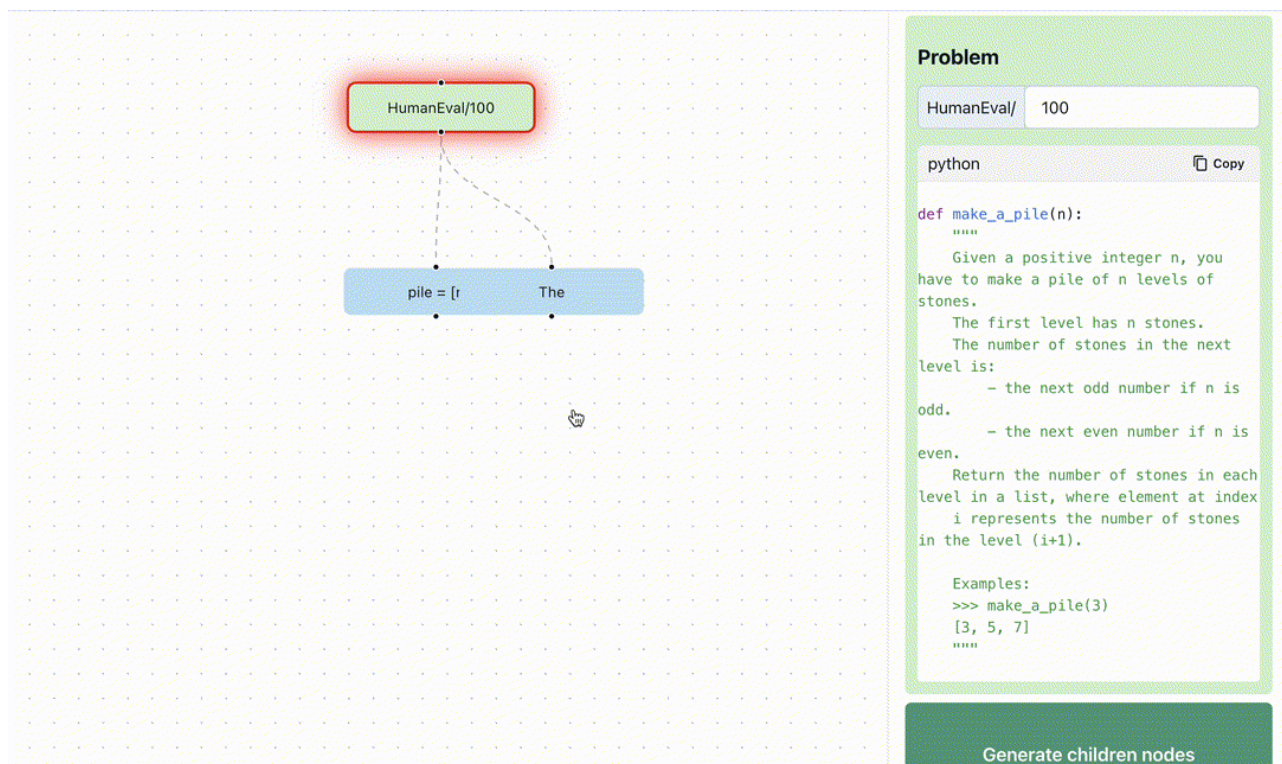 HumanEval/100
pile = [r
The
Problem
HumanEval/ 100
python Copy
def make_a_pile(n):
"""
Given a positive integer n, you
have to make a pile of n levels of
stones.
The first level has n stones.
The number of stones in the next
level is:
- the next odd number if n is
odd.
- the next even number if n is
even.
Return the number of stones in each
level in a list, where element at index
i represents the number of stones
in the level (i+1).
Examples:
>>> make_a_pile(3)
[3, 5, 7]
"""
Generate children nodes